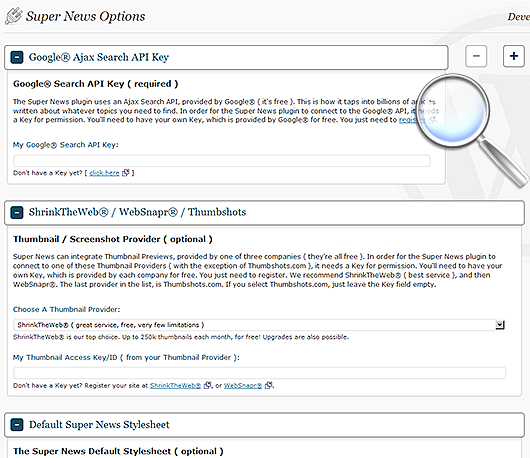 Super News Options
Deve
Google® Ajax Search API Key
Google® Search API Key ( required )
The Super News plugin uses an Ajax Search API, provided by Google® ( it's free ). This is how it taps into billions of
written about whatever topics you need to find. In order for the Super News plugin to connect to the Google® API, it needs
a Key for permission. You'll need to have your own Key, which is provided by Google® for free. You just need to
My Google® Search API Key:
Don't have a Key yet? [ click here ]
ShrinkTheWeb® / WebSnapr® / Thumbshots
Thumbnail / Screenshot Provider ( optional )
Super News can integrate Thumbnail Previews, provided by one of three companies ( they're all free ). In order for the Super News plugin to
connect to one of these Thumbnail Providers ( with the exception of Thumbshots.com ), it needs a Key for permission. You'll need to have your
own Key, which is provided by each company for free. You just need to register. We recommend ShrinkTheWeb® ( best service ), and then
WebSnapr®. The last provider in the list, is Thumbshots.com. If you select Thumbshots.com, just leave the Key field empty.
Choose A Thumbnail Provider:
ShrinkTheWeb® ( great service, free, very few limitations )
ShrinkTheWeb® is our top choice. Up to 250k thumbnails each month, for free! Upgrades are also possible.
My Thumbnail Access Key/ID ( from your Thumbnail Provider ):
Don't have a Key yet? Register your site at ShrinkTheWeb® , or WebSnapr® .
Default Super News Stylesheet
The Super News Default Stylesheet ( optional )